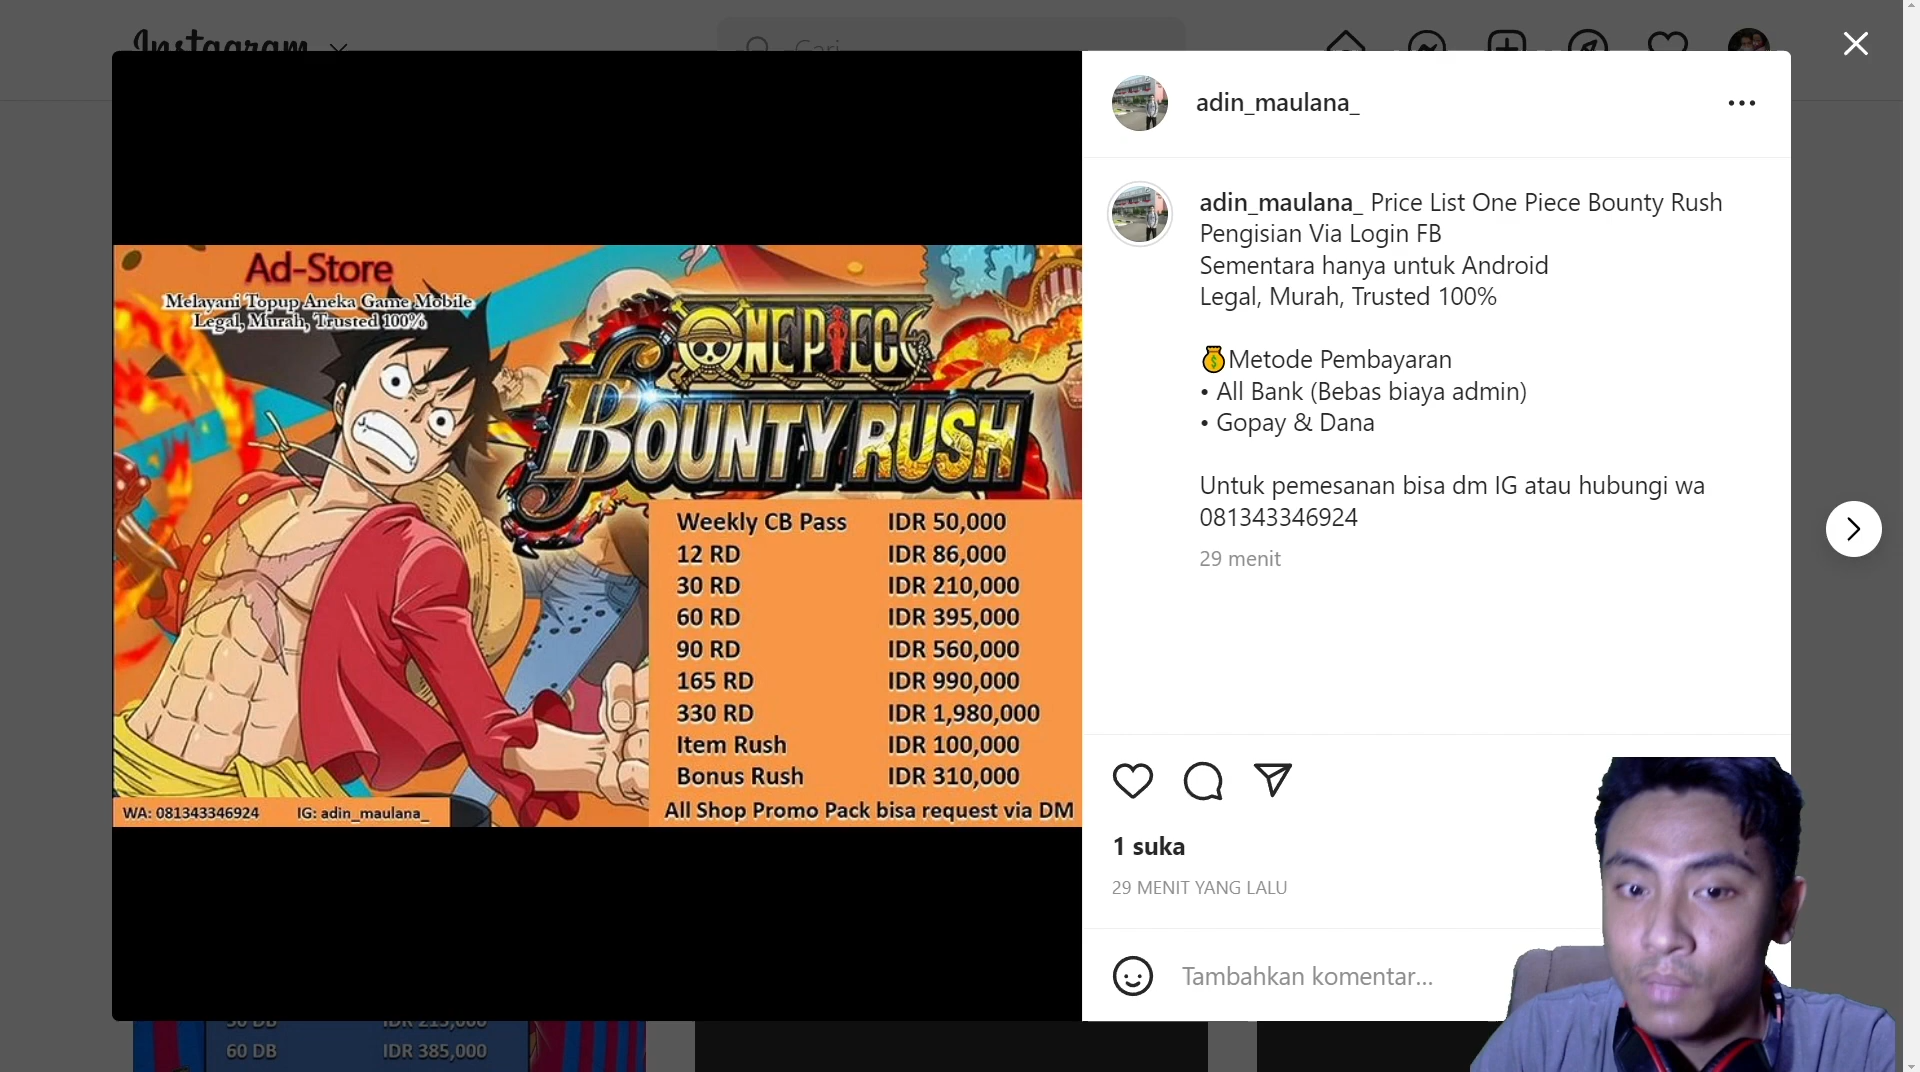 Instagram
Cari
Ad-Store
Melayani Topup Aneka Game Mobile
Legal, Murah, Trusted 100%
ONE PIECE
BOUNTY RUSH
Weekly CB Pass IDR 50,000
12 RD IDR 86,000
30 RD IDR 210,000
60 RD IDR 395,000
90 RD IDR 560,000
165 RD IDR 990,000
330 RD IDR 1,980,000
Item Rush IDR 100,000
Bonus Rush IDR 310,000
All Shop Promo Pack bisa request via DM
WA: 081343346924 IG: adin_maulana_
adin_maulana_
adin_maulana_ Price List One Piece Bounty Rush
Pengisian Via Login FB
Sementara hanya untuk Android
Legal, Murah, Trusted 100%
💰Metode Pembayaran
• All Bank (Bebas biaya admin)
• Gopay & Dana
Untuk pemesanan bisa dm IG atau hubungi wa
081343346924
29 menit
1 suka
29 MENIT YANG LALU
Tambahkan komentar...
60 DB IDR 385,000